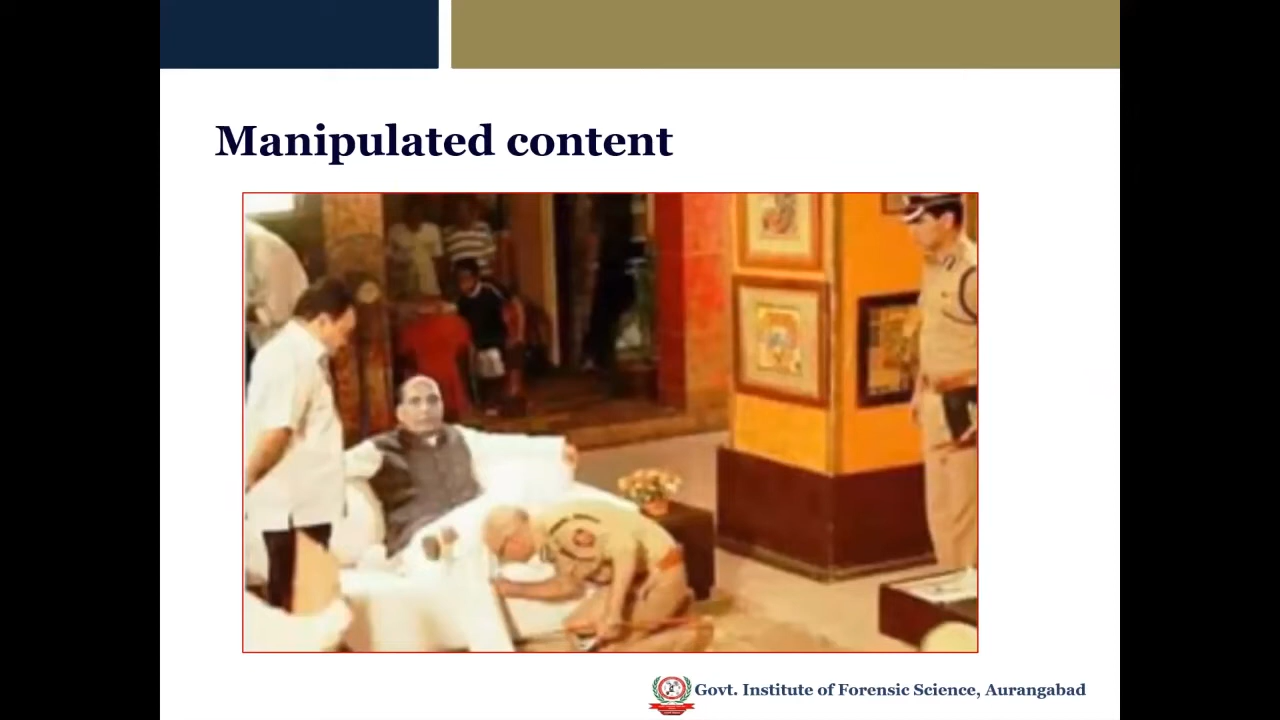 Manipulated content
Govt. Institute of Forensic Science, Aurangabad